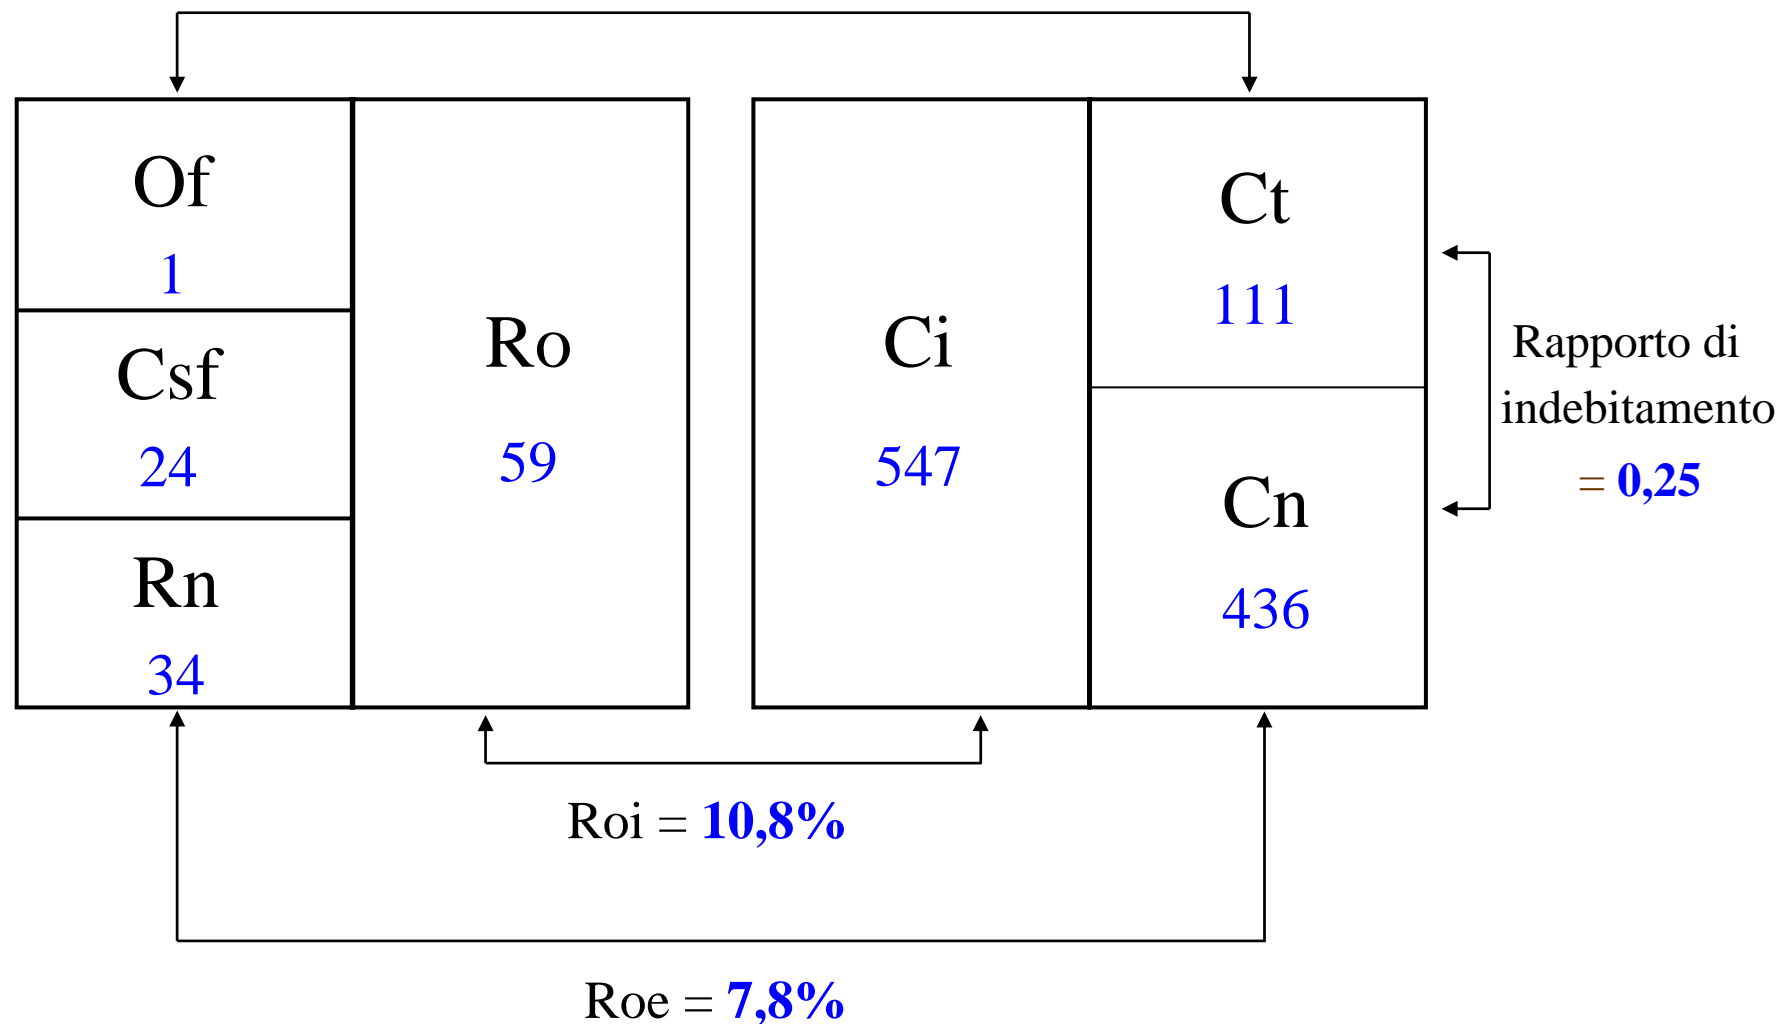 Of
1
Csf
24
Rn
34
Ro
59
Ci
547
Ct
111
Cn
436
Rapporto di
indebitamento
= 0,25
Roi = 10,8%
Roe = 7,8%